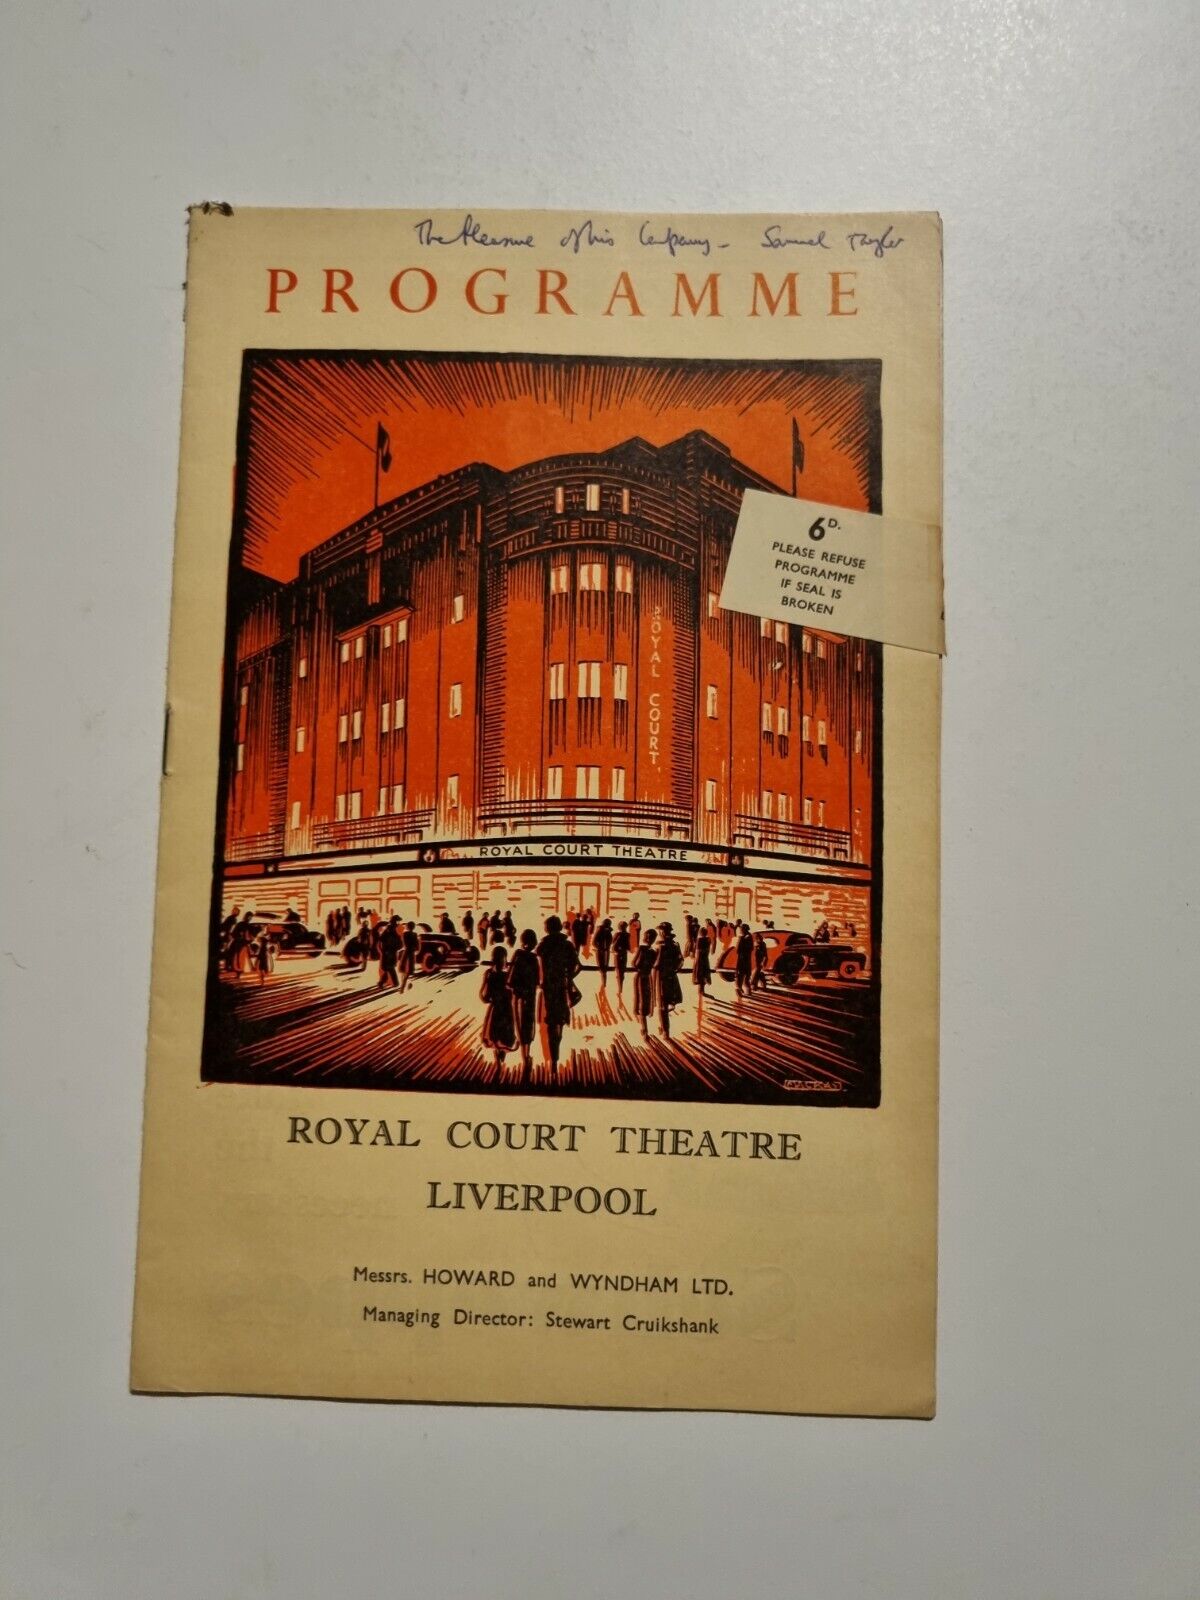 The Pleasure of his Company - Samuel Taylor
PROGRAMME
6D.
PLEASE REFUSE
PROGRAMME
IF SEAL IS
BROKEN
ROYAL COURT
ROYAL COURT THEATRE
ROYAL COURT THEATRE
LIVERPOOL
Messrs. HOWARD and WYNDHAM LTD.
Managing Director: Stewart Cruikshank